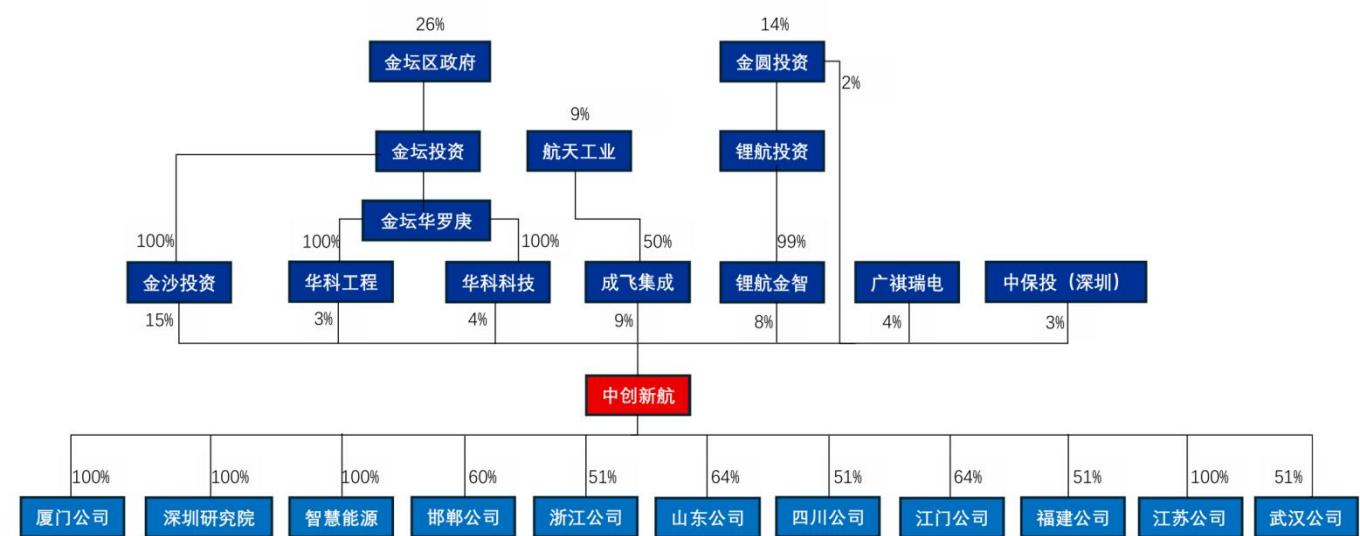 26%
14%
金坛区政府
金圆投资
2%
9%
金坛投资
航天工业
锂航投资
金坛华罗庚
100%
100%
100%
50%
99%
金沙投资
华科工程
华科科技
成飞集成
锂航金智
广祺瑞电
中保投（深圳）
15%
3%
4%
9%
8%
4%
3%
中创新航
100%
100%
100%
60%
51%
64%
51%
64%
51%
100%
51%
厦门公司
深圳研究院
智慧能源
邯郸公司
浙江公司
山东公司
四川公司
江门公司
福建公司
江苏公司
武汉公司